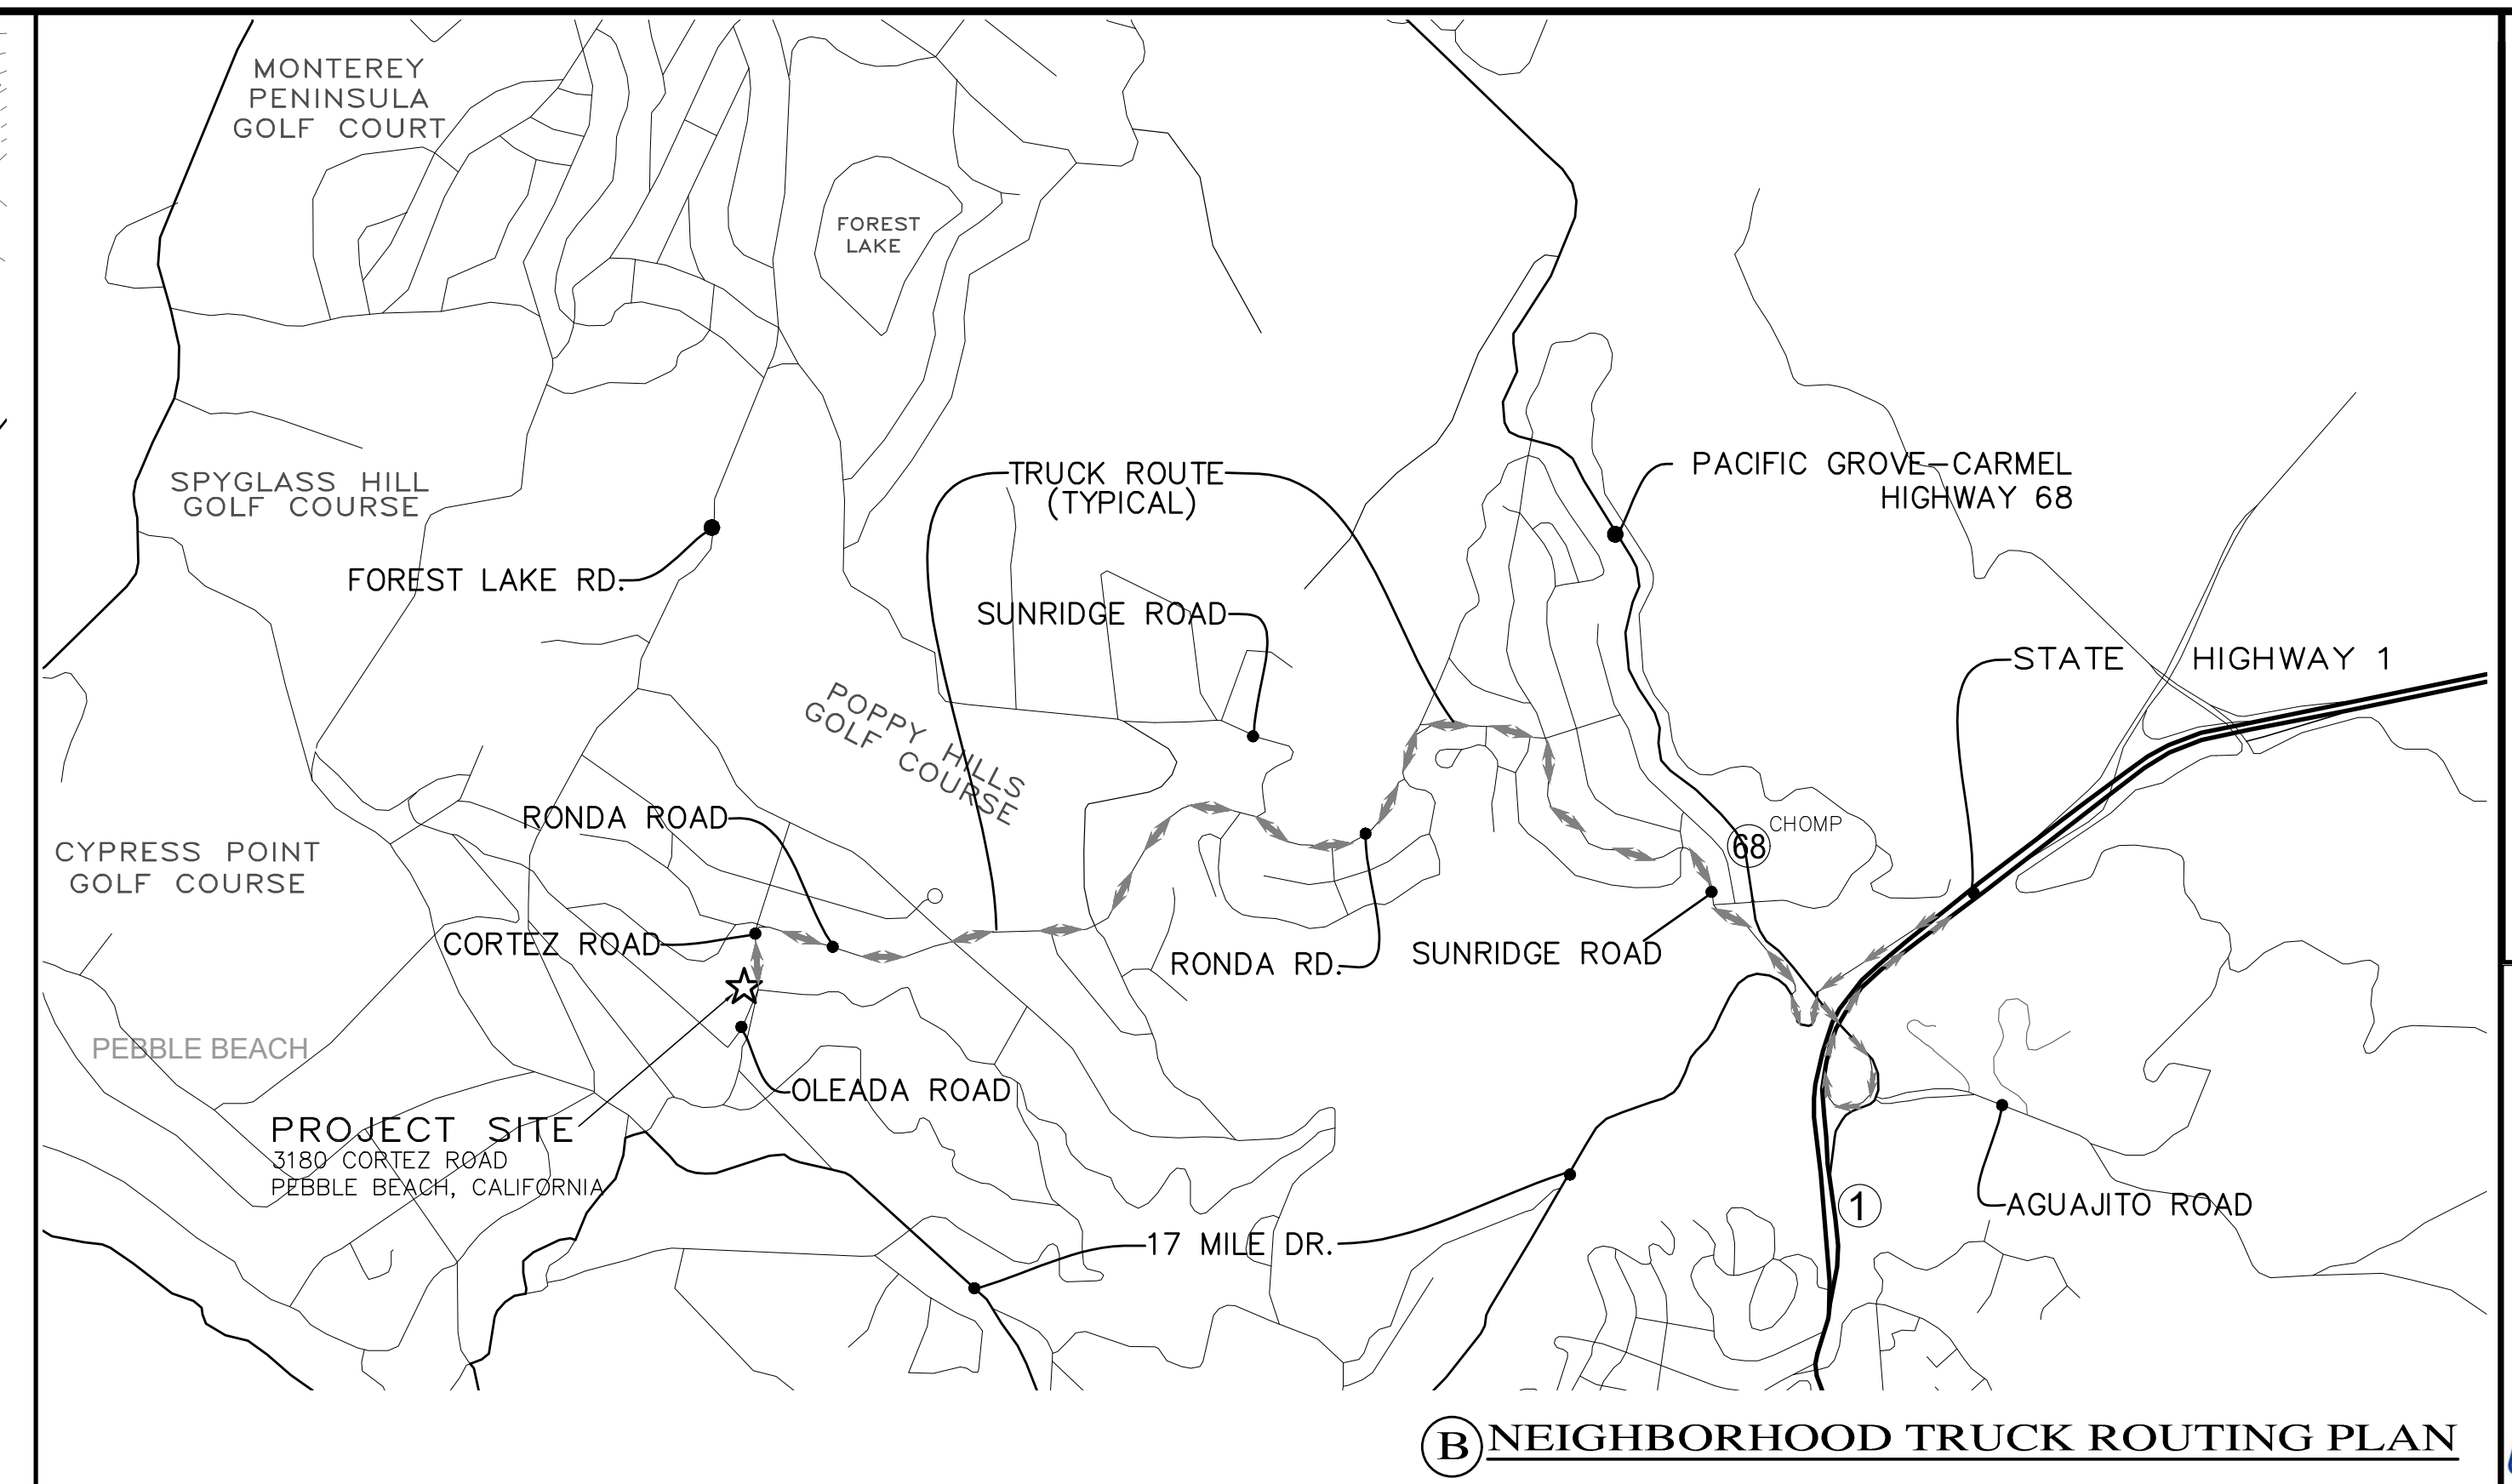 MONTEREY
PENINSULA
GOLF COURT
FOREST
LAKE
SPYGLASS HILL
GOLF COURSE
TRUCK ROUTE
(TYPICAL)
PACIFIC GROVE-CARMEL
HIGHWAY 68
FOREST LAKE RD.
SUNRIDGE ROAD
STATE HIGHWAY 1
POPPY HILLS
GOLF COURSE
RONDA ROAD
CHOMP
68
CYPRESS POINT
GOLF COURSE
CORTEZ ROAD
RONDA RD.
SUNRIDGE ROAD
PEBBLE BEACH
OLEADA ROAD
PROJECT SITE
3180 CORTEZ ROAD
PEBBLE BEACH, CALIFORNIA
1
AGUAJITO ROAD
17 MILE DR.
B NEIGHBORHOOD TRUCK ROUTING PLAN